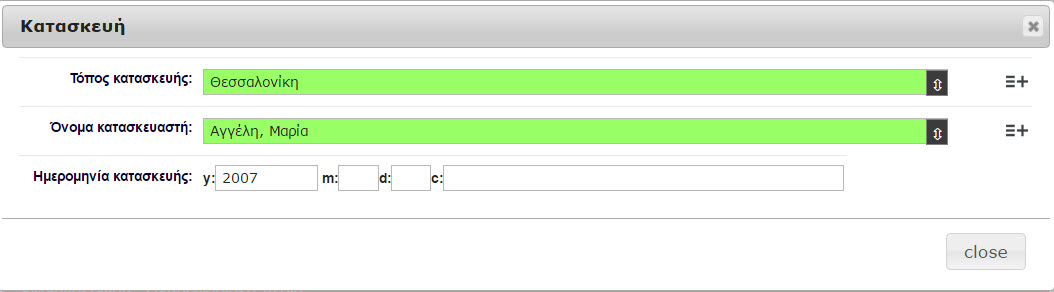 Κατασκευή
Τόπος κατασκευής: Θεσσαλονίκη
Όνομα κατασκευαστή: Αγγέλη, Μαρία
Ημερομηνία κατασκευής: y: 2007 m: d: c:
close